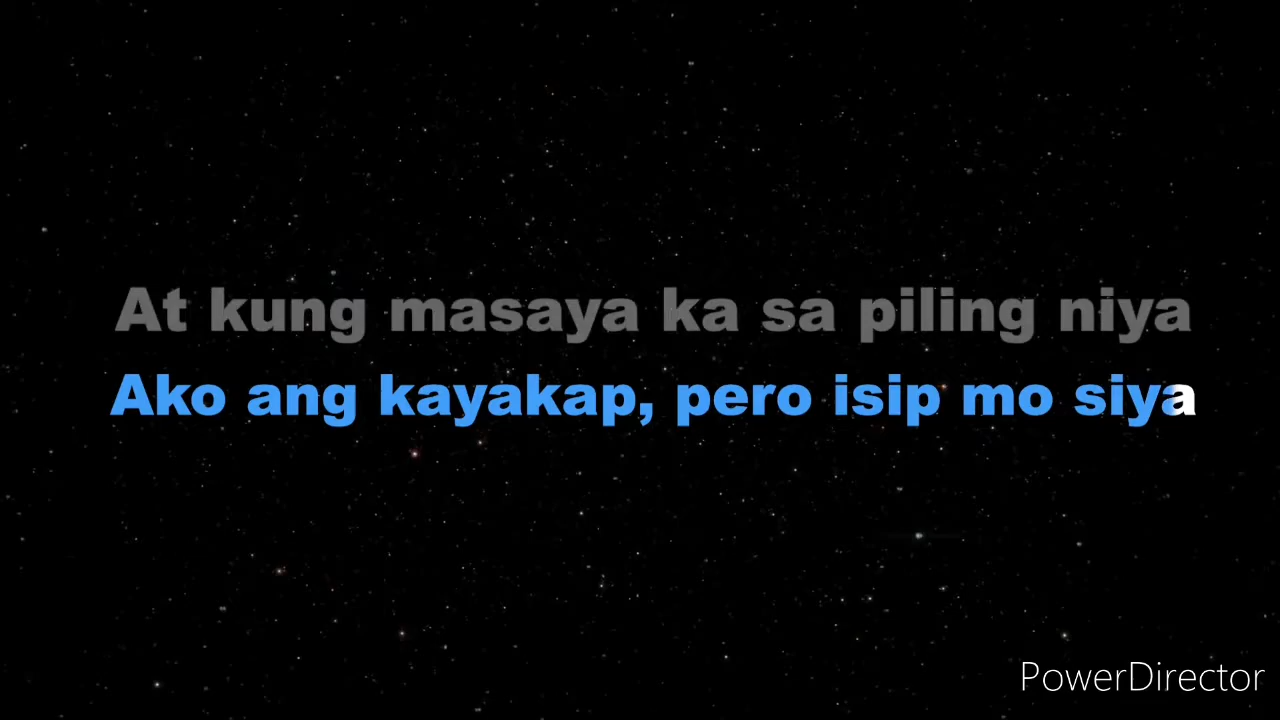 At kung masaya ka sa piling niya
Ako ang kayakap, pero isip mo siya
PowerDirector